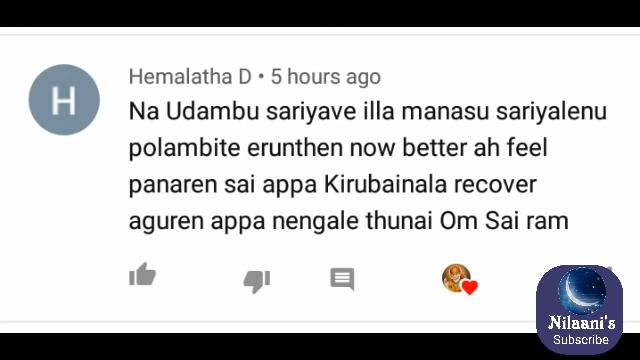 H
Hemalatha D • 5 hours ago
Na Udambu sariyave illa manasu sariyalenu
polambite erunthen now better ah feel
panaren sai appa Kirubainala recover
aguren appa nengale thunai Om Sai ram
Nilaani's
Subscribe